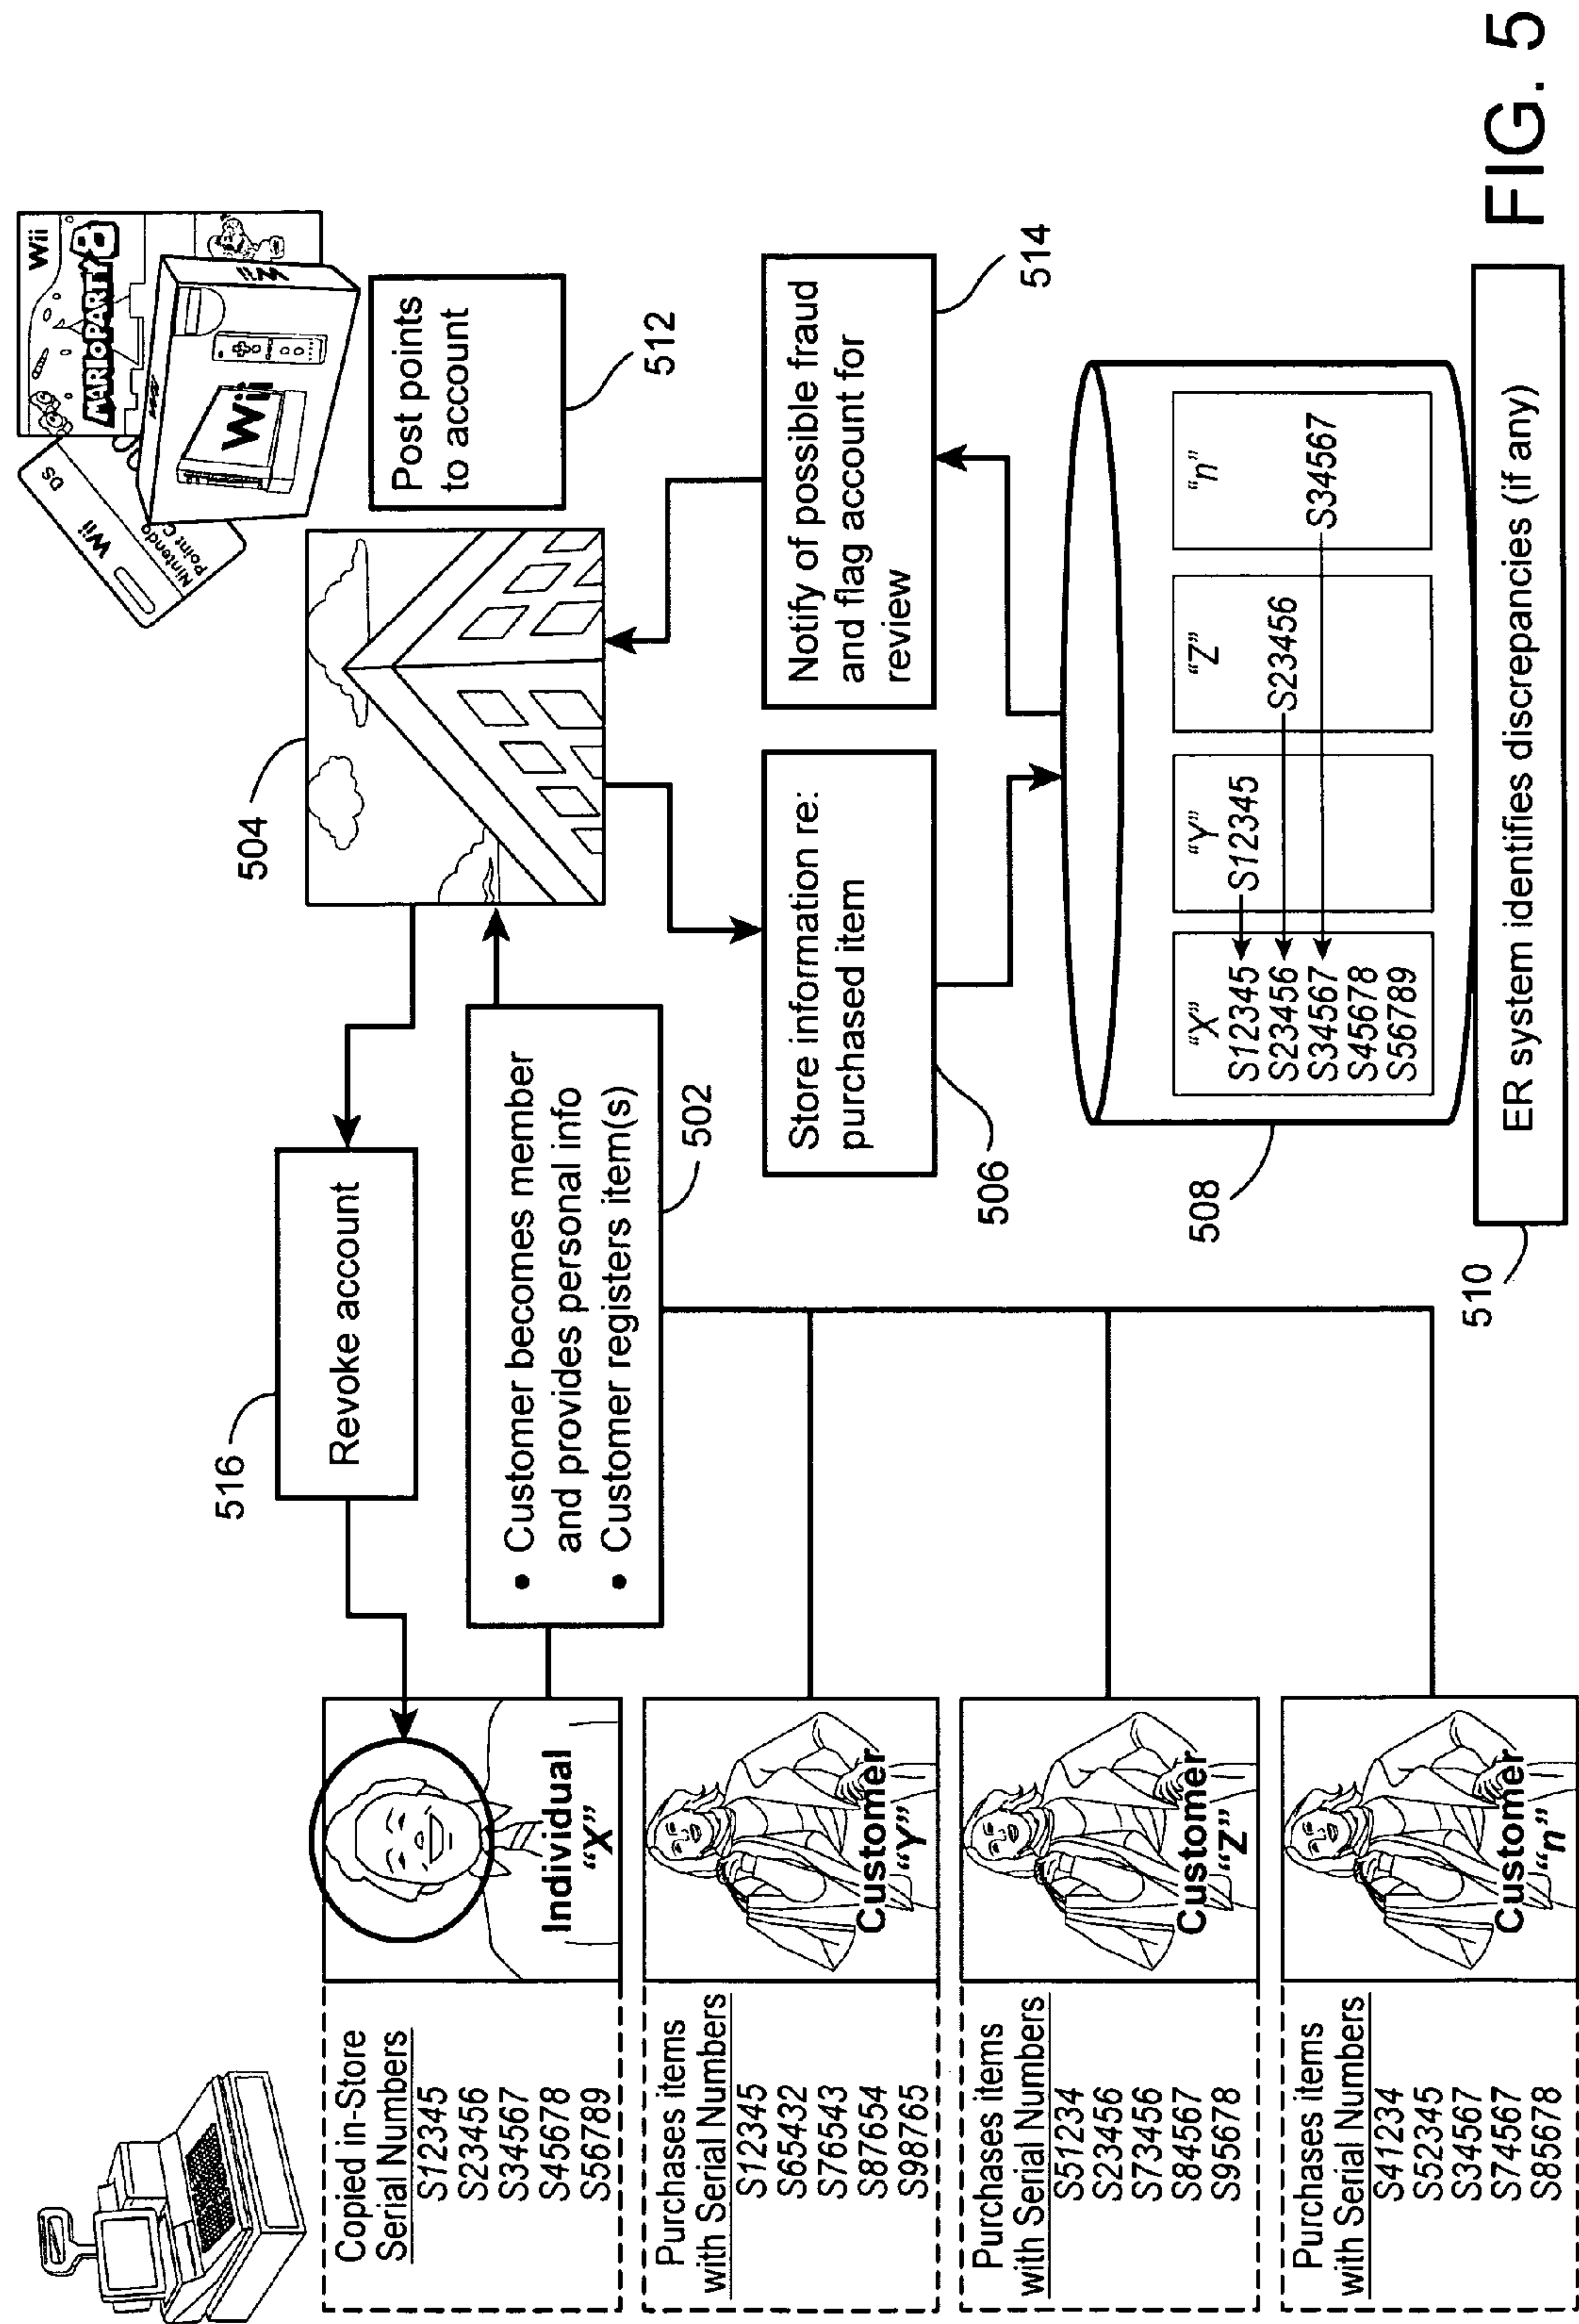 Copied in-Store
Serial Numbers
S12345
S23456
S34567
S45678
S56789
Individual
“X”
Purchases items
with Serial Numbers
S12345
S65432
S76543
S87654
S98765
Customer
“Y”
Purchases items
with Serial Numbers
S51234
S23456
S73456
S84567
S95678
Customer
“Z”
Purchases items
with Serial Numbers
S41234
S52345
S34567
S74567
S85678
Customer
“n”
516
Revoke account
• Customer becomes member
and provides personal info
• Customer registers item(s)
502
504
Wii
DS
Nintendo
Point C
Wii
MARIOPARTY 8
Wii
Wii
Post points
to account
512
Store information re:
purchased item
506
Notify of possible fraud
and flag account for
review
514
“X”
S12345
S23456
S34567
S45678
S56789
“Y”
S12345
“Z”
S23456
“n”
S34567
508
ER system identifies discrepancies (if any)
510
FIG. 5